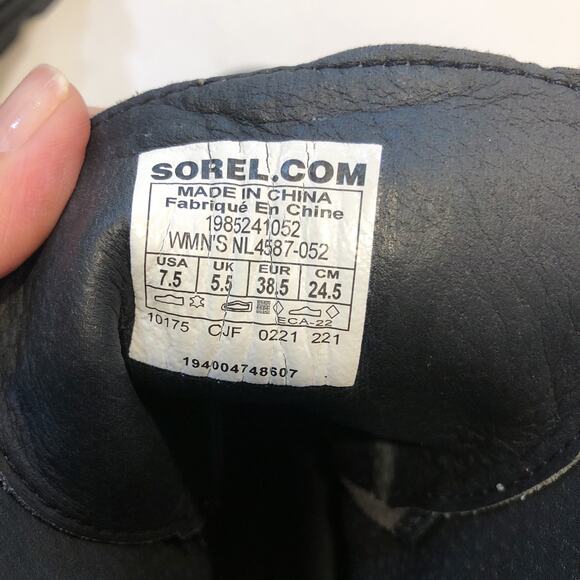 SOREL.COM
MADE IN CHINA
Fabriqué En Chine
1985241052
WMN'S NL4587-052
USA UK EUR CM
7.5 5.5 38.5 24.5
ECA-22
10175 CJF 0221 221
194004748607